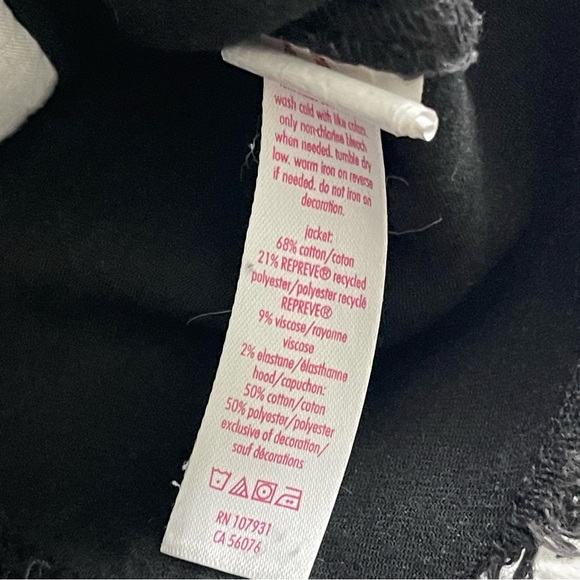 wash cold with like colors.
only non-chlorine bleach
when needed. tumble dry
low. warm iron on reverse
if needed. do not iron on
decoration.
jacket:
68% cotton/coton
21% REPREVE® recycled
polyester/polyester recyclé
REPREVE®
9% viscose/rayonne
viscose
2% elastane/élasthanne
hood/capuchon:
50% cotton/coton
50% polyester/polyester
exclusive of decoration/
sauf décorations
RN 107931
CA 56076